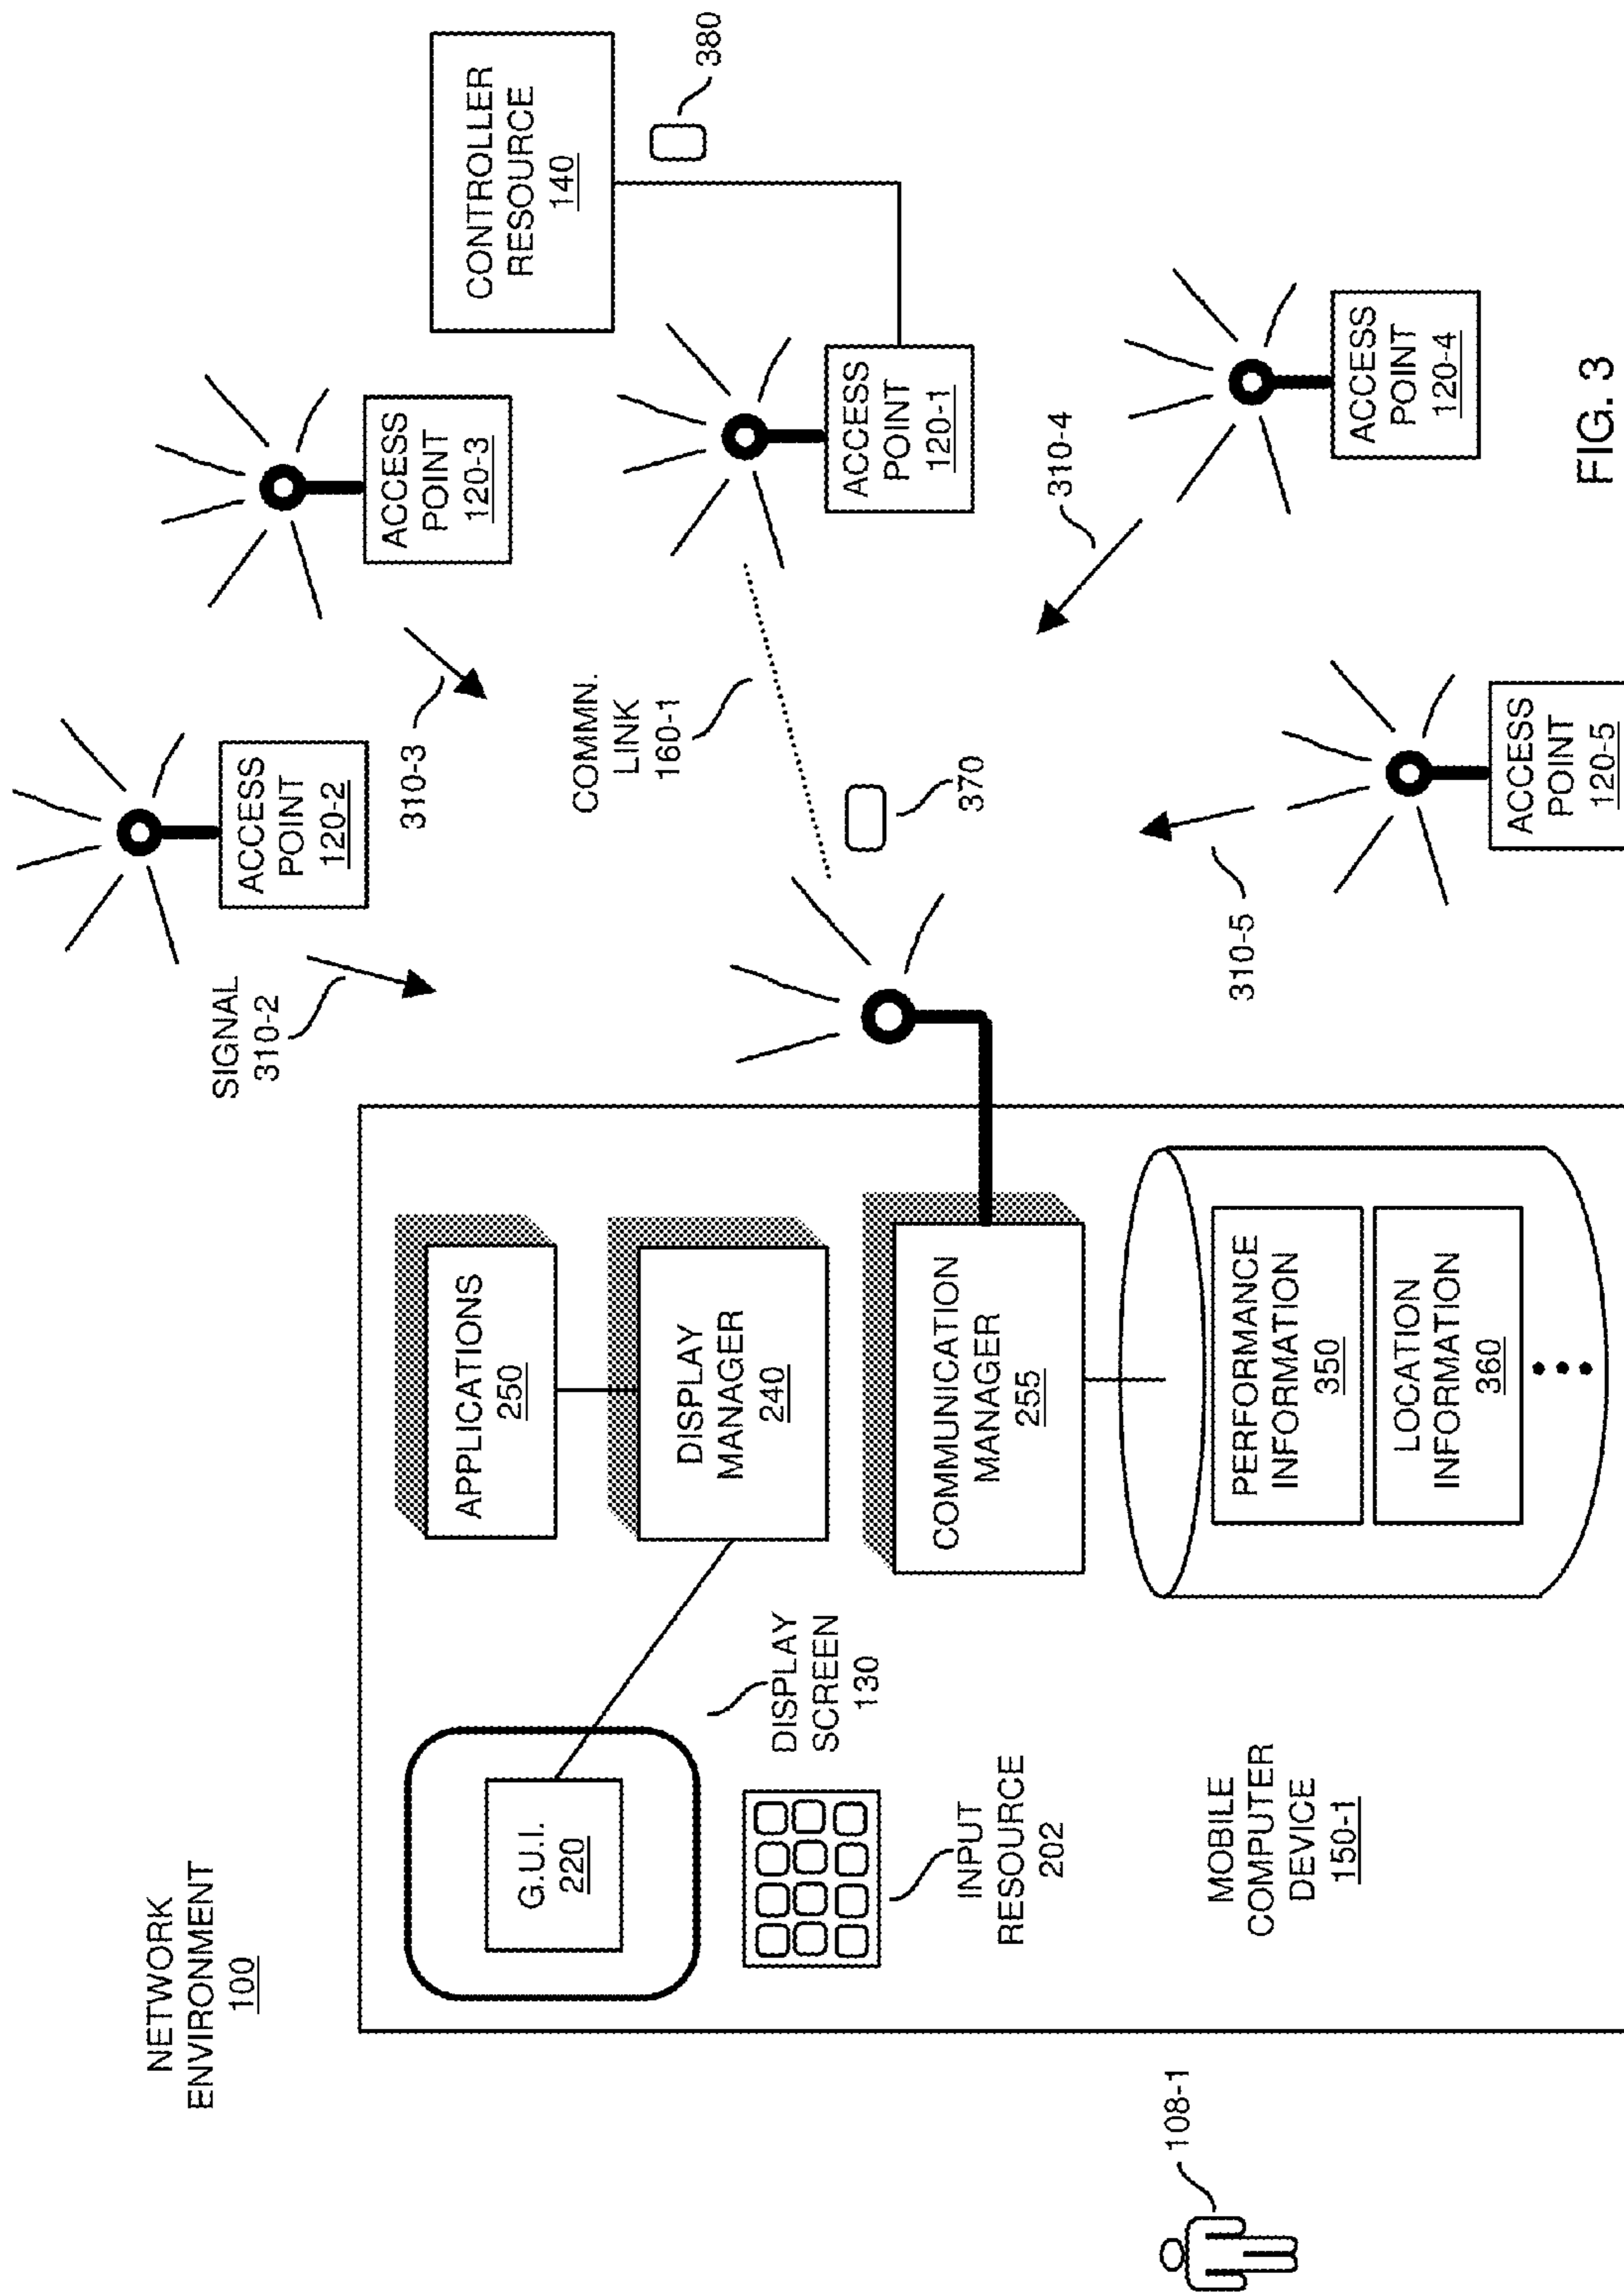 NETWORK
ENVIRONMENT
100
SIGNAL
310-2
ACCESS
POINT
120-2
310-3
ACCESS
POINT
120-3
CONTROLLER
RESOURCE
140
380
COMMN.
LINK
160-1
ACCESS
POINT
120-1
370
310-4
ACCESS
POINT
120-4
310-5
ACCESS
POINT
120-5
G.U.I.
220
DISPLAY
SCREEN
130
INPUT
RESOURCE
202
APPLICATIONS
250
DISPLAY
MANAGER
240
COMMUNICATION
MANAGER
255
PERFORMANCE
INFORMATION
350
LOCATION
INFORMATION
360
MOBILE
COMPUTER
DEVICE
150-1
108-1
FIG. 3